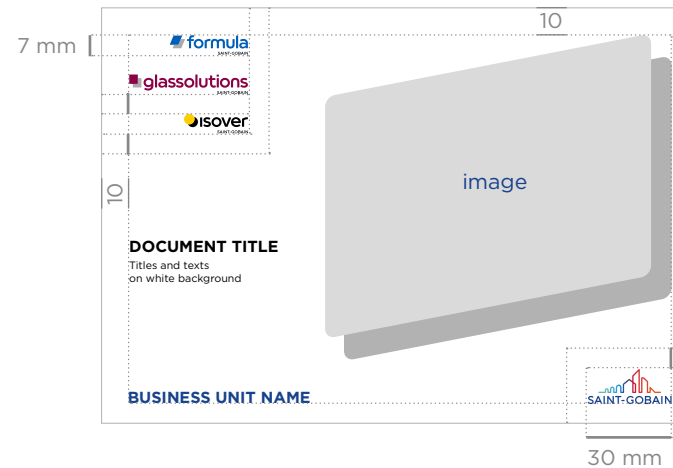 10
7 mm
formula
SAINT-GOBAIN
glassolutions
SAINT-GOBAIN
isover
SAINT-GOBAIN
image
10
DOCUMENT TITLE
Titles and texts
on white background
BUSINESS UNIT NAME
SAINT-GOBAIN
30 mm